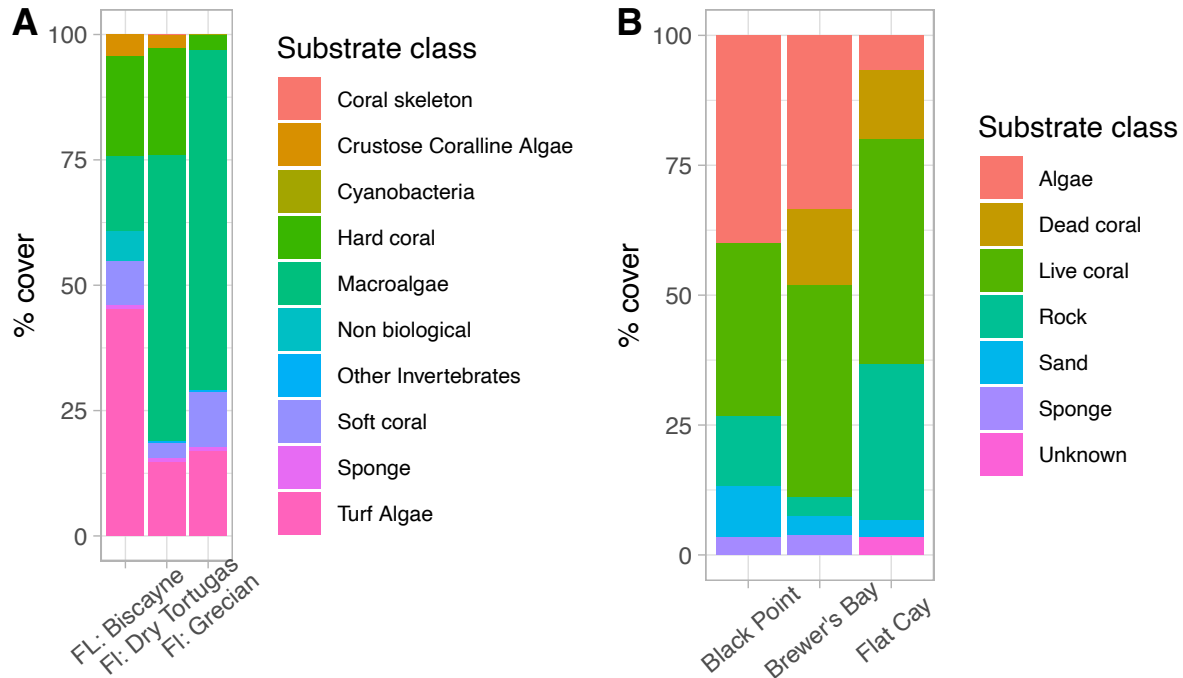 A
100
75
50
25
0
% cover
FL: Biscayne
Fl: Dry Tortugas
Fl: Grecian
Substrate class
Coral skeleton
Crustose Coralline Algae
Cyanobacteria
Hard coral
Macroalgae
Non biological
Other Invertebrates
Soft coral
Sponge
Turf Algae
B
100
75
50
25
0
% cover
Black Point
Brewer's Bay
Flat Cay
Substrate class
Algae
Dead coral
Live coral
Rock
Sand
Sponge
Unknown